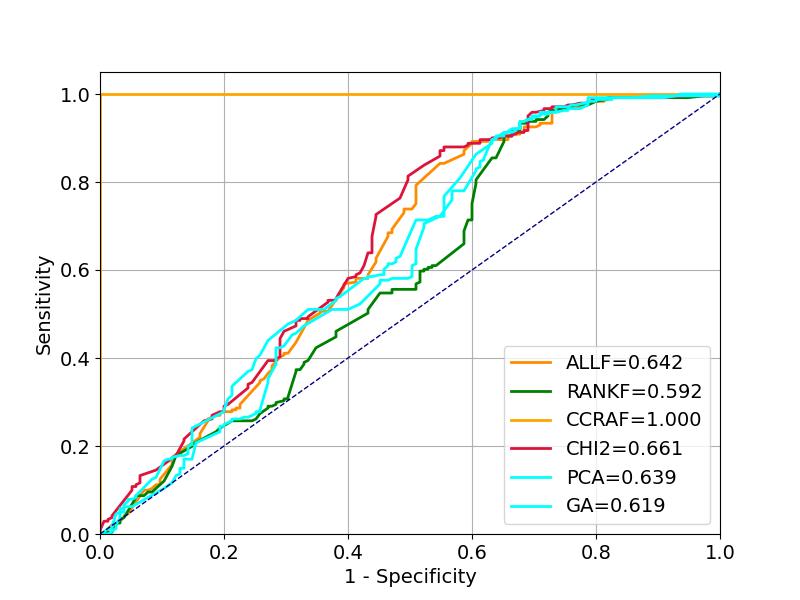 1.0
0.8
0.6
0.4
0.2
0.0
Sensitivity
ALLF=0.642
RANKF=0.592
CCRAF=1.000
CHI2=0.661
PCA=0.639
GA=0.619
0.0 0.2 0.4 0.6 0.8 1.0
1 - Specificity